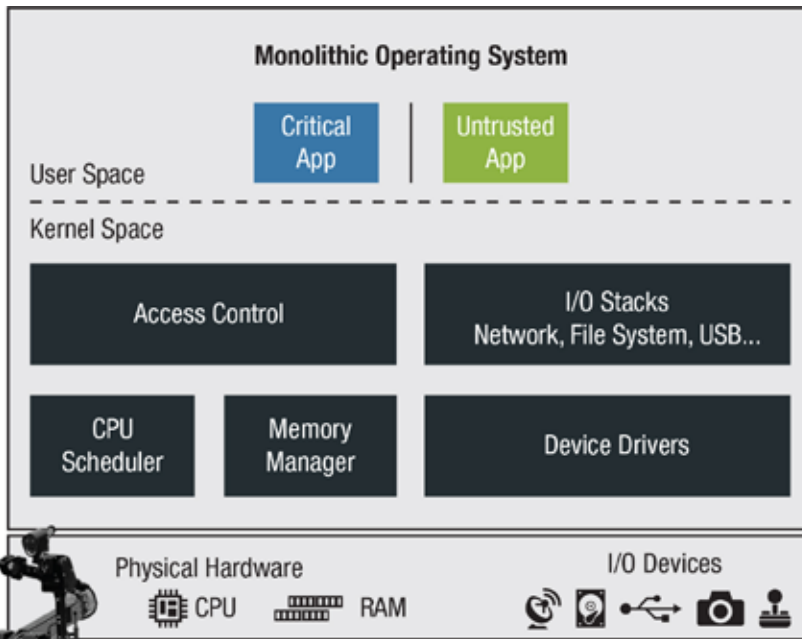 Monolithic Operating System
Critical
App
Untrusted
App
User Space
Kernel Space
Access Control
I/O Stacks
Network, File System, USB...
CPU
Scheduler
Memory
Manager
Device Drivers
Physical Hardware
I/O Devices
CPU
RAM